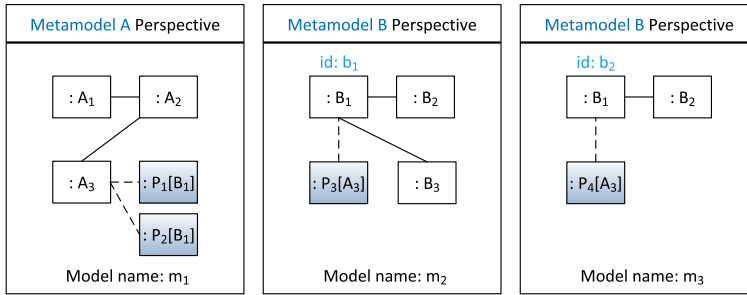 Metamodel A Perspective
: A₁
: A₂
: A₃
: P₁[B₁]
: P₂[B₁]
Model name: m₁
Metamodel B Perspective
id: b₁
: B₁
: B₂
: P₃[A₃]
: B₃
Model name: m₂
Metamodel B Perspective
id: b₂
: B₁
: B₂
: P₄[A₃]
Model name: m₃